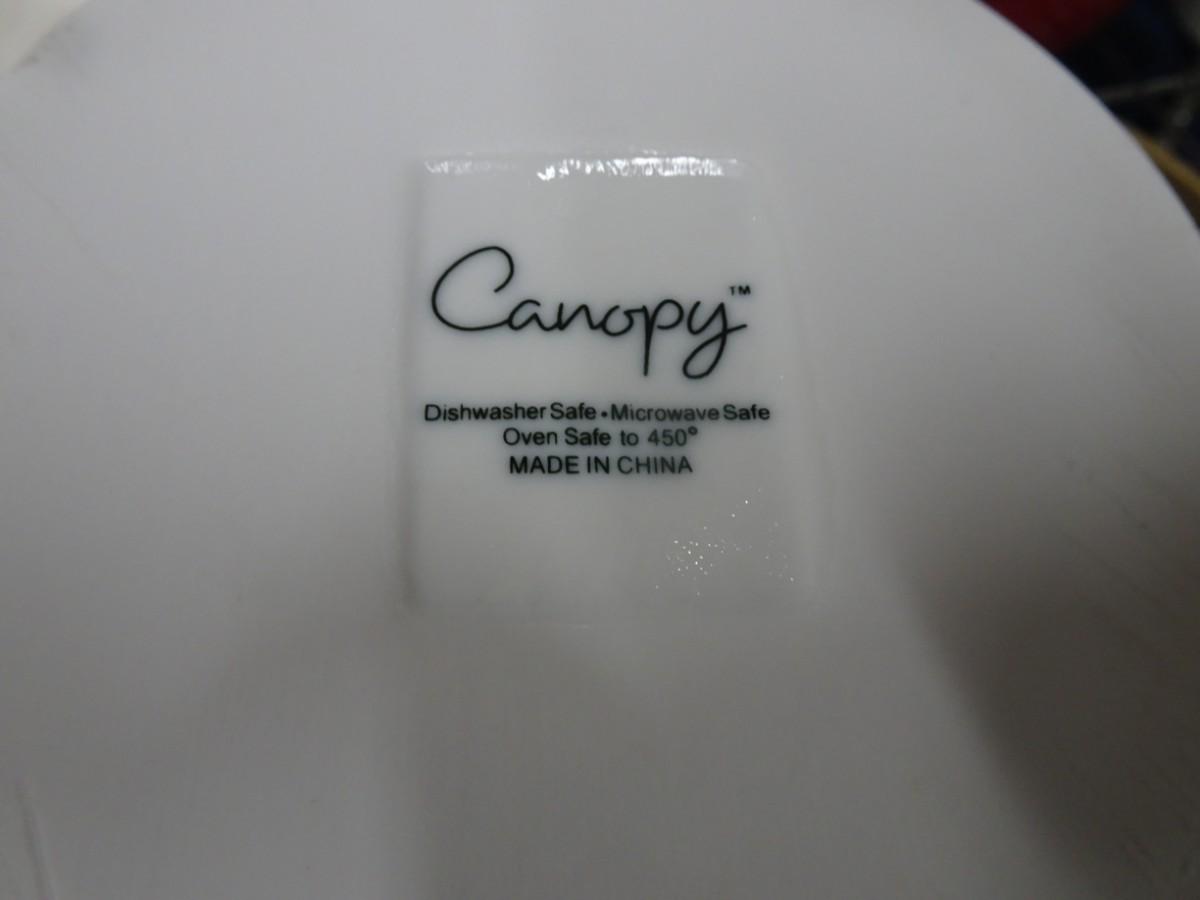 Canopy™
Dishwasher Safe • Microwave Safe
Oven Safe to 450°
MADE IN CHINA